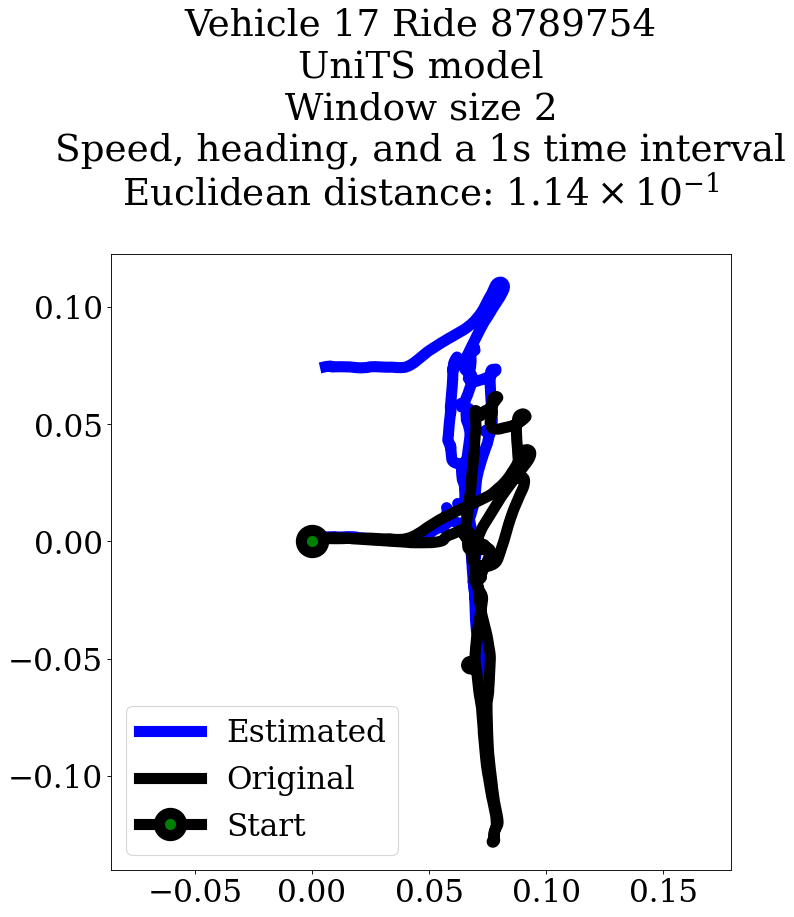 Vehicle 17 Ride 8789754
UniTS model
Window size 2
Speed, heading, and a 1s time interval
Euclidean distance: 1.14 × 10⁻¹
0.10
0.05
0.00
−0.05
−0.10
Estimated
Original
Start
−0.05 0.00 0.05 0.10 0.15